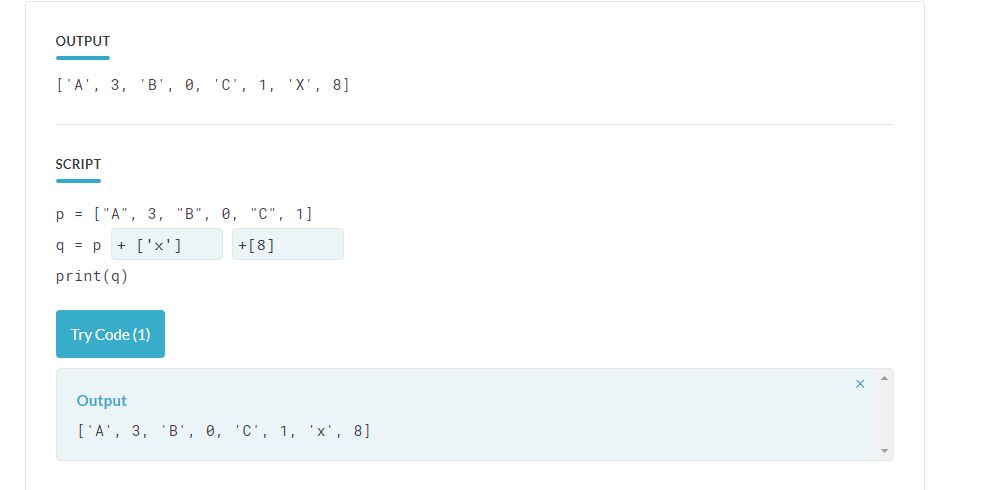 OUTPUT
['A', 3, 'B', 0, 'C', 1, 'X', 8]
SCRIPT
p = ["A", 3, "B", 0, "C", 1]
q = p + ['x'] +[8]
print(q)
Try Code (1)
×
Output
['A', 3, 'B', 0, 'C', 1, 'x', 8]